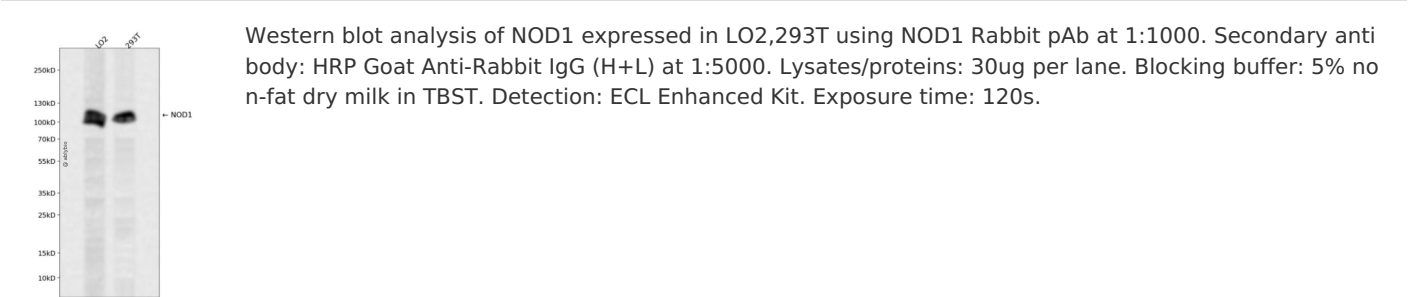 Western blot analysis of NOD1 expressed in LO2,293T using NOD1 Rabbit pAb at 1:1000. Secondary anti
body: HRP Goat Anti-Rabbit IgG (H+L) at 1:5000. Lysates/proteins: 30ug per lane. Blocking buffer: 5% no
n-fat dry milk in TBST. Detection: ECL Enhanced Kit. Exposure time: 120s.
LO2 293T
250kD
130kD
100kD
← NOD1
70kD
55kD
35kD
25kD
15kD
10kD